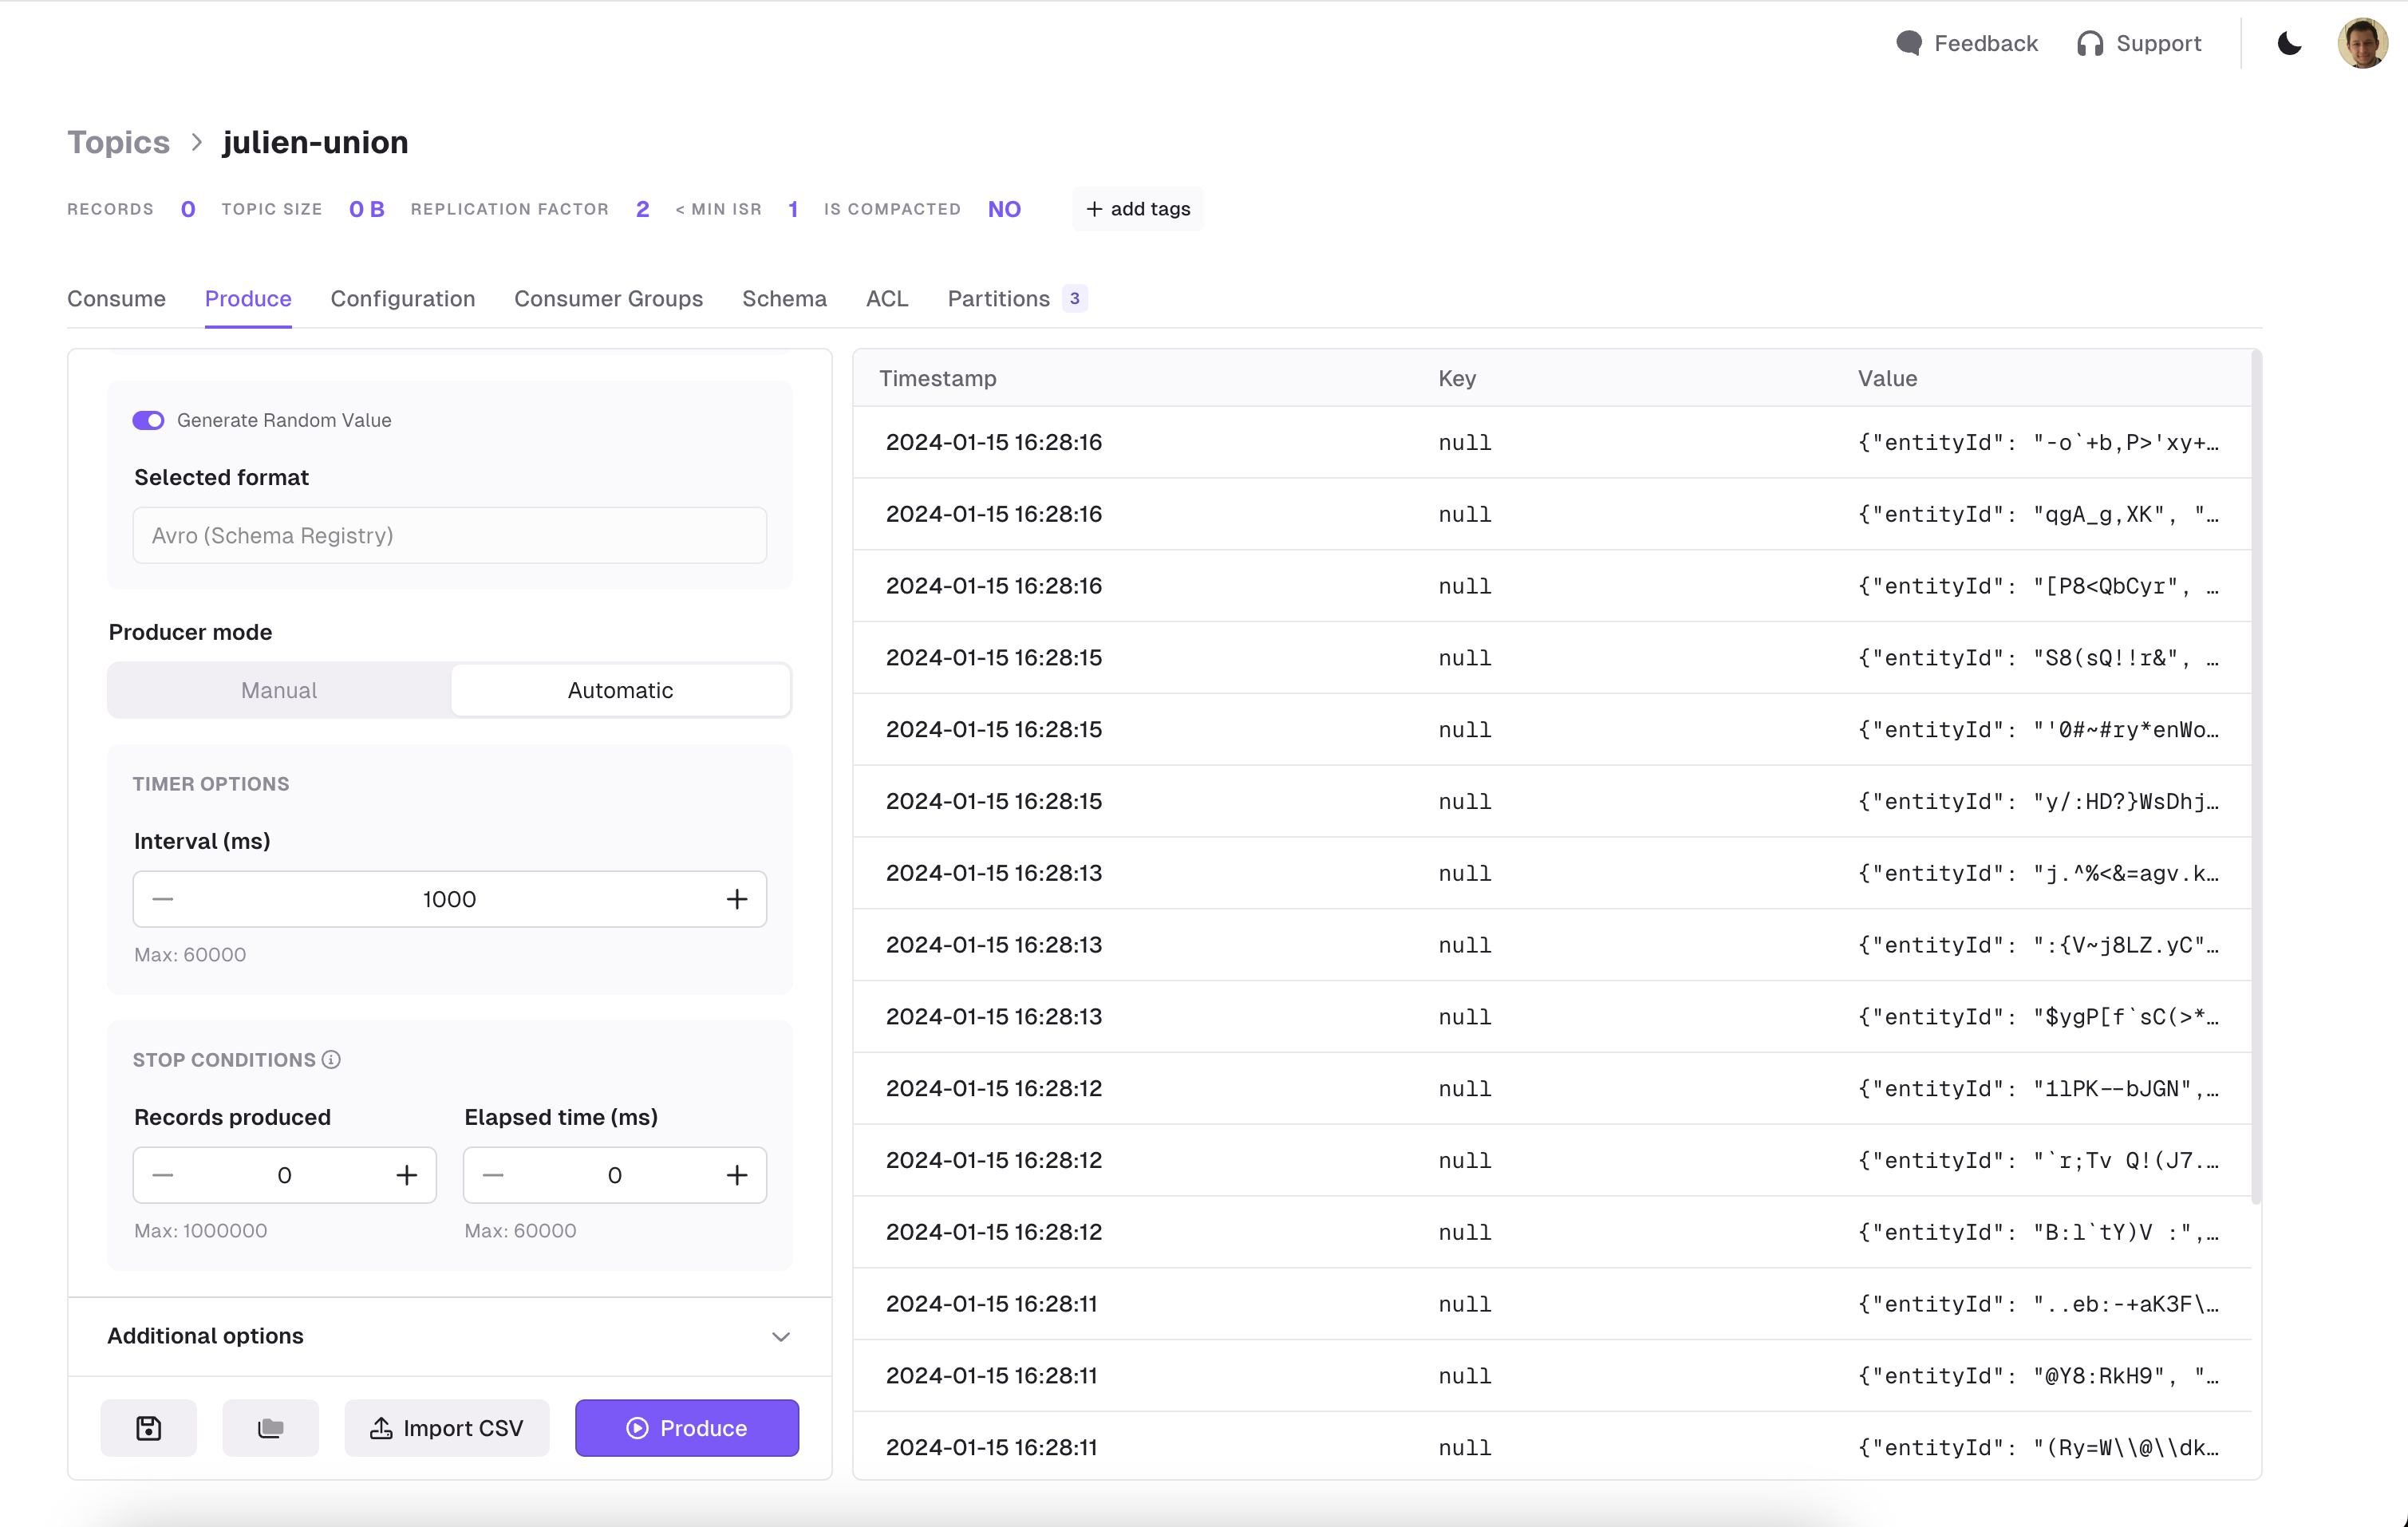 Feedback Support
Topics > julien-union
RECORDS 0 TOPIC SIZE 0 B REPLICATION FACTOR 2 < MIN ISR 1 IS COMPACTED NO + add tags
Consume Produce Configuration Consumer Groups Schema ACL Partitions 3
Generate Random Value
Selected format
Avro (Schema Registry)
Producer mode
Manual Automatic
TIMER OPTIONS
Interval (ms)
— 1000 +
Max: 60000
STOP CONDITIONS
Records produced Elapsed time (ms)
— 0 + — 0 +
Max: 1000000 Max: 60000
Additional options
Import CSV Produce
Timestamp Key Value
2024-01-15 16:28:16 null {"entityId": "-o`+b,P>'xy+…
2024-01-15 16:28:16 null {"entityId": "qgA_g,XK", "…
2024-01-15 16:28:16 null {"entityId": "[P8<QbCyr", …
2024-01-15 16:28:15 null {"entityId": "S8(sQ!!r&", …
2024-01-15 16:28:15 null {"entityId": "'0#~#ry*enWo…
2024-01-15 16:28:15 null {"entityId": "y/:HD?}WsDhj…
2024-01-15 16:28:13 null {"entityId": "j.^%<&=agv.k…
2024-01-15 16:28:13 null {"entityId": ":{V~j8LZ.yC"…
2024-01-15 16:28:13 null {"entityId": "$ygP[f`sC(>*…
2024-01-15 16:28:12 null {"entityId": "1lPK--bJGN",…
2024-01-15 16:28:12 null {"entityId": "`r;Tv Q!(J7.…
2024-01-15 16:28:12 null {"entityId": "B:l`tY)V :",…
2024-01-15 16:28:11 null {"entityId": "..eb:-+aK3F\…
2024-01-15 16:28:11 null {"entityId": "@Y8:RkH9", "…
2024-01-15 16:28:11 null {"entityId": "(Ry=W\\@\\dk…